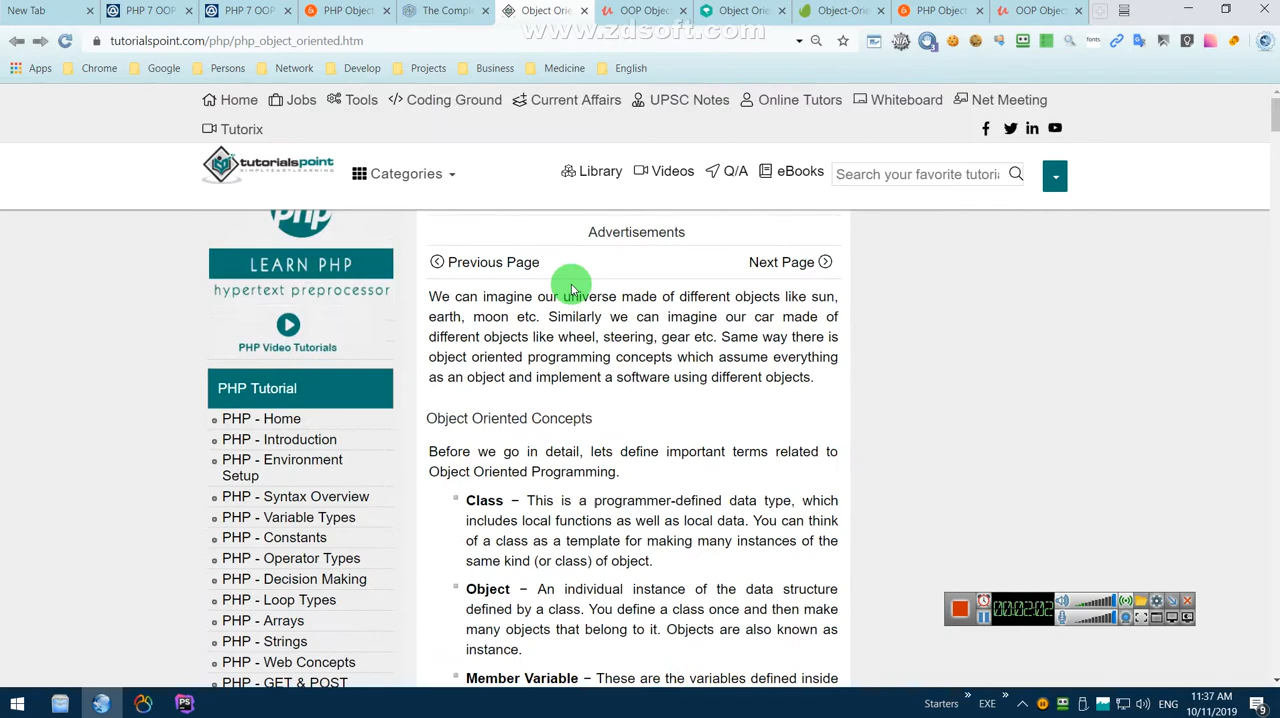 New Tab
PHP 7 OOP
PHP 7 OOP
PHP Object
The Comple
Object Orie
OOP Object
Object Orie
Object-Orie
PHP Object
OOP Object
www.zdsoft.com
tutorialspoint.com/php/php_object_oriented.htm
fonts
Apps Chrome Google Persons Network Develop Projects Business Medicine English
Home Jobs Tools Coding Ground Current Affairs UPSC Notes Online Tutors Whiteboard Net Meeting
Tutorix
tutorialspoint
SIMPLYEASYLEARNING
Categories
Library Videos Q/A eBooks
Search your favorite tutoria
php
LEARN PHP
hypertext preprocessor
PHP Video Tutorials
PHP Tutorial
PHP - Home
PHP - Introduction
PHP - Environment
Setup
PHP - Syntax Overview
PHP - Variable Types
PHP - Constants
PHP - Operator Types
PHP - Decision Making
PHP - Loop Types
PHP - Arrays
PHP - Strings
PHP - Web Concepts
PHP - GET & POST
Advertisements
Previous Page
Next Page
We can imagine our universe made of different objects like sun,
earth, moon etc. Similarly we can imagine our car made of
different objects like wheel, steering, gear etc. Same way there is
object oriented programming concepts which assume everything
as an object and implement a software using different objects.
Object Oriented Concepts
Before we go in detail, lets define important terms related to
Object Oriented Programming.
Class − This is a programmer-defined data type, which
includes local functions as well as local data. You can think
of a class as a template for making many instances of the
same kind (or class) of object.
Object − An individual instance of the data structure
defined by a class. You define a class once and then make
many objects that belong to it. Objects are also known as
instance.
Member Variable − These are the variables defined inside
00:02:02
Starters
EXE
ENG
11:37 AM
10/11/2019
9